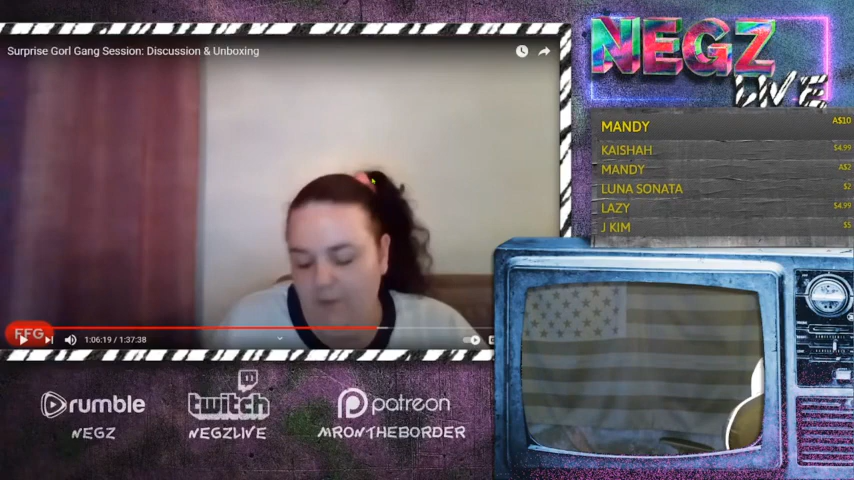 Surprise Gorl Gang Session: Discussion & Unboxing
NEGZ
LIVE
MANDY A$10
KAISHAH $4.99
MANDY A$2
LUNA SONATA $2
LAZY $4.99
J KIM $5
FFG
1:06:19 / 1:37:38
rumble
NEGZ
twitch
NEGZLIVE
patreon
MRONTHEBORDER